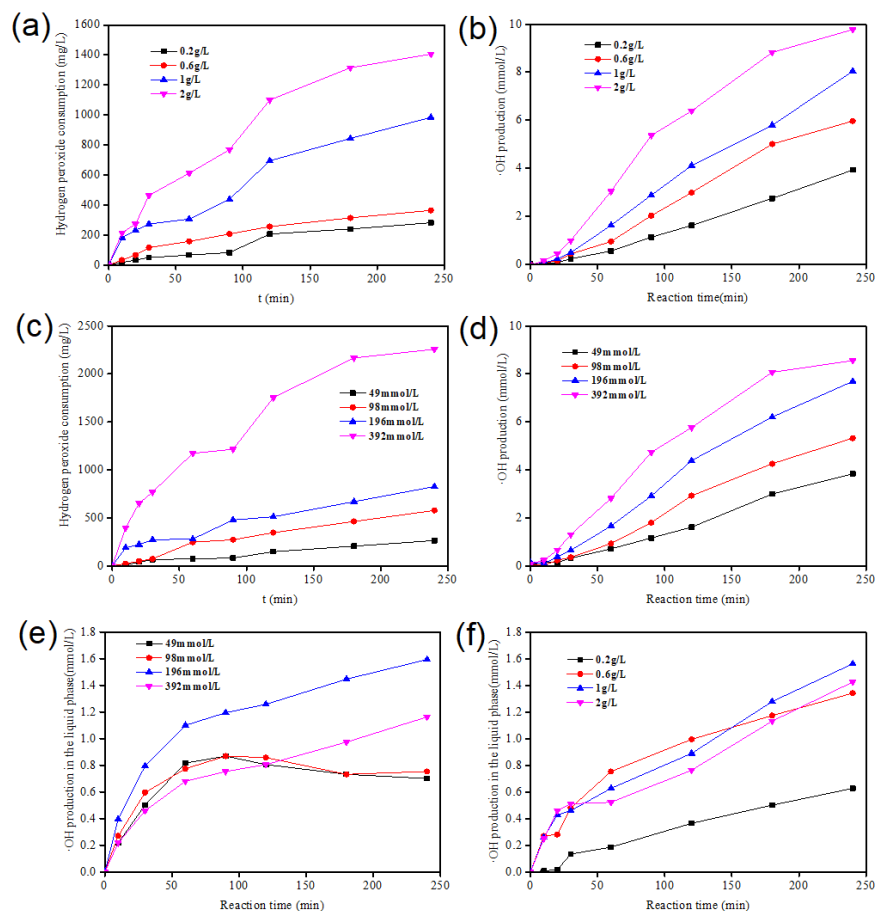 (a)
Hydrogen peroxide consumption (mg/L)
1600
1400
1200
1000
800
600
400
200
0
0.2g/L
0.6g/L
1g/L
2g/L
0 50 100 150 200 250
t (min)
(b)
·OH production (mmol/L)
10
8
6
4
2
0
0.2g/L
0.6g/L
1g/L
2g/L
0 50 100 150 200 250
Reaction time(min)
(c)
Hydrogen peroxide consumption (mg/L)
2500
2000
1500
1000
500
0
49mmol/L
98mmol/L
196mmol/L
392mmol/L
0 50 100 150 200 250
t (min)
(d)
·OH production (mmol/L)
10
8
6
4
2
0
49mmol/L
98mmol/L
196mmol/L
392mmol/L
0 50 100 150 200 250
Reaction time (min)
(e)
·OH production in the liquid phase(mmol/L)
1.8
1.6
1.4
1.2
1.0
0.8
0.6
0.4
0.2
0.0
49mmol/L
98mmol/L
196mmol/L
392mmol/L
0 50 100 150 200 250
Reaction time (min)
(f)
·OH production in the liquid phase(mmol/L)
1.8
1.6
1.4
1.2
1.0
0.8
0.6
0.4
0.2
0.0
0.2g/L
0.6g/L
1g/L
2g/L
0 50 100 150 200 250
Reaction time (min)